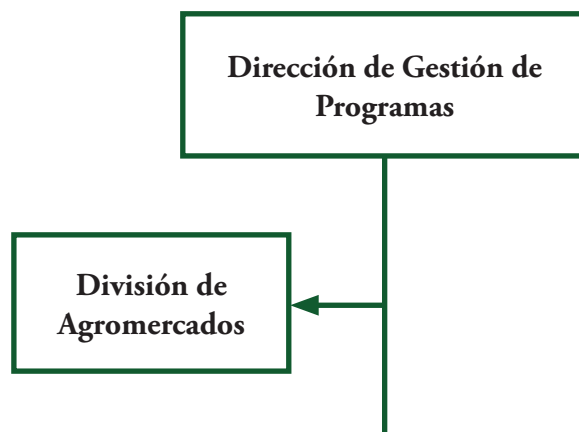 Dirección de Gestión de
Programas
División de
Agromercados